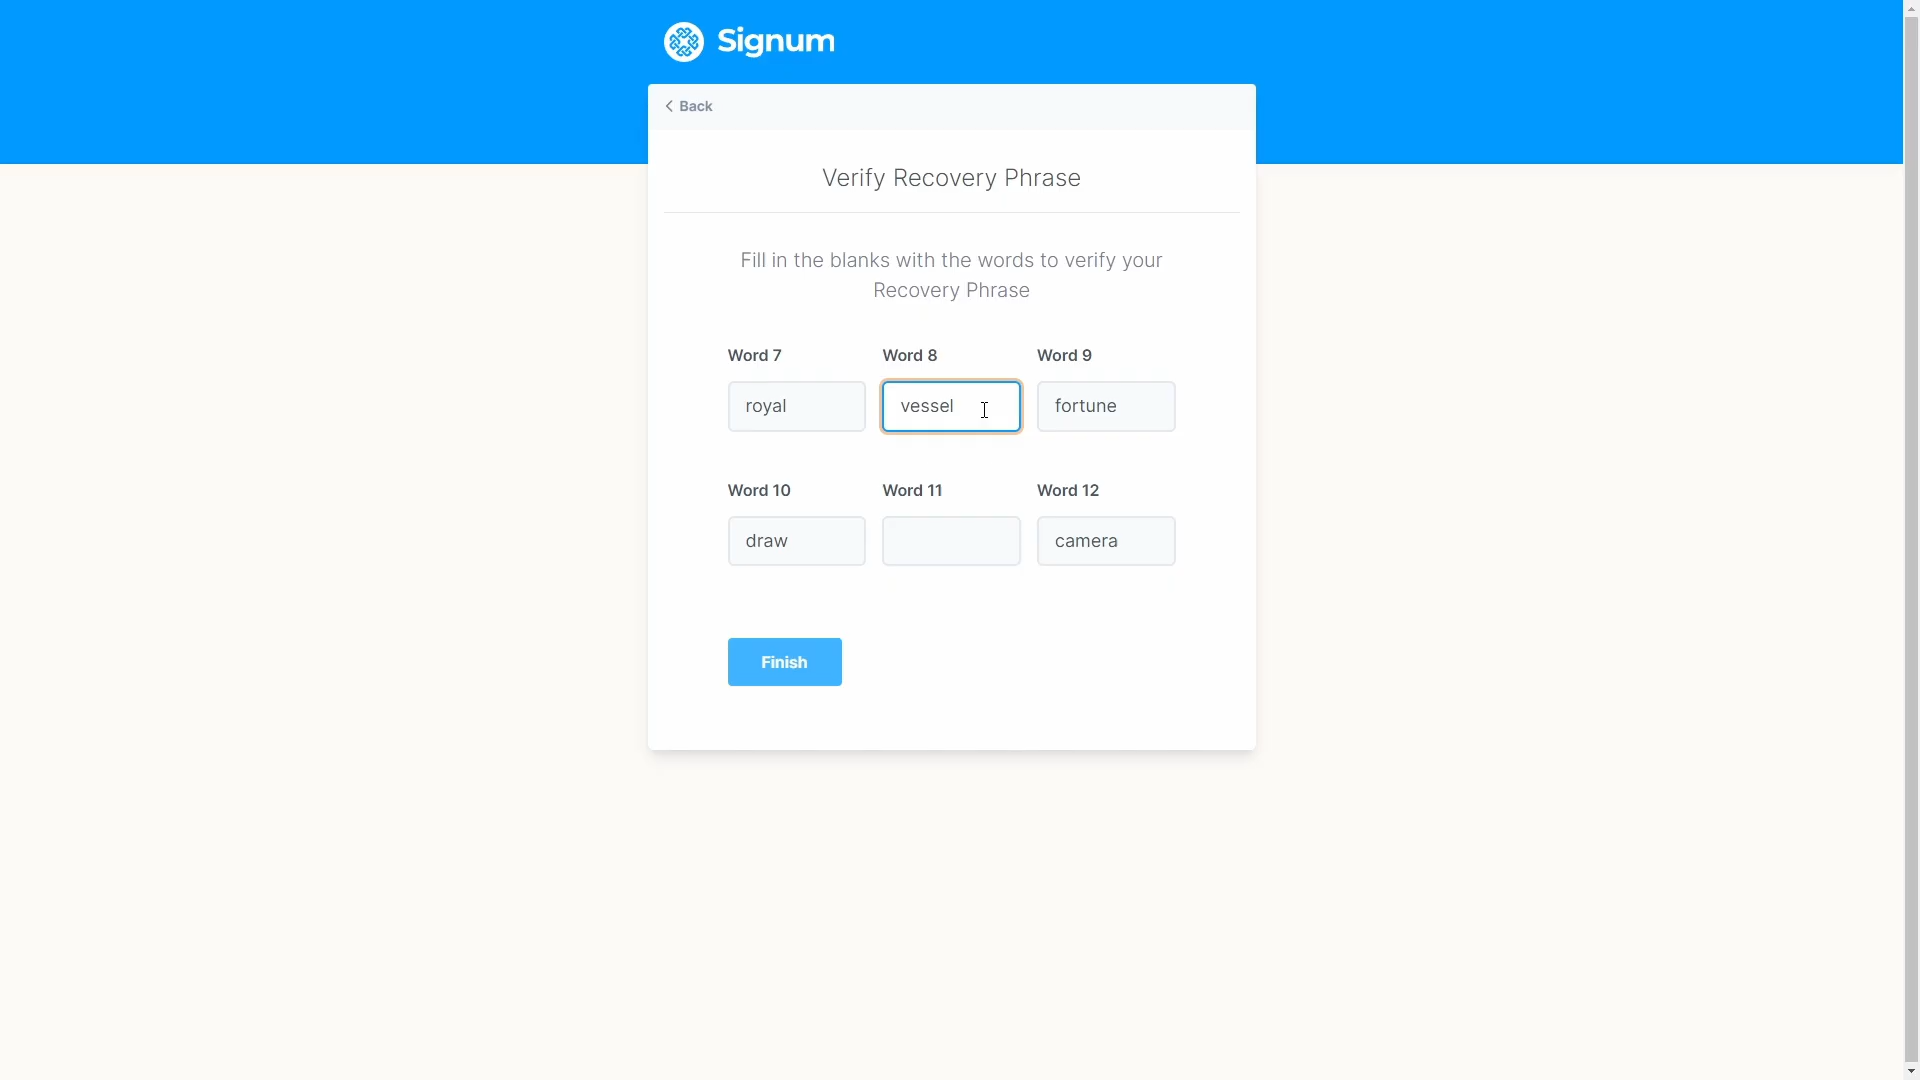 Signum
Back
Verify Recovery Phrase
Fill in the blanks with the words to verify your
Recovery Phrase
Word 7 Word 8 Word 9
royal vessel fortune
Word 10 Word 11 Word 12
draw camera
Finish